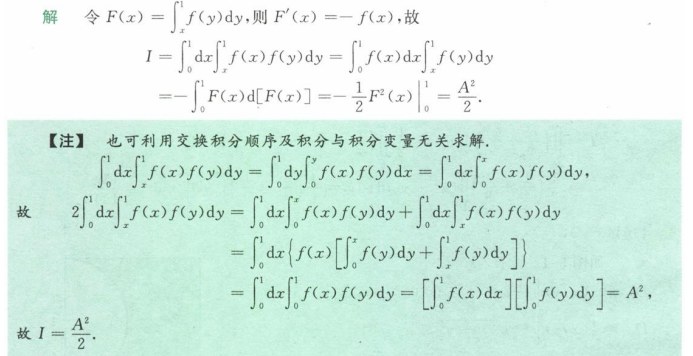 解 令 F(x) = ∫_x^1 f(y)dy,则 F′(x) = − f(x),故
I = ∫_0^1 dx∫_x^1 f(x)f(y)dy = ∫_0^1 f(x)dx∫_x^1 f(y)dy
= −∫_0^1 F(x)d[F(x)] = −1/2 F²(x)|_0^1 = A²/2.
【注】 也可利用交换积分顺序及积分与积分变量无关求解.
∫_0^1 dx∫_x^1 f(x)f(y)dy = ∫_0^1 dy∫_0^y f(x)f(y)dx = ∫_0^1 dx∫_0^x f(x)f(y)dy,
故 2∫_0^1 dx∫_x^1 f(x)f(y)dy = ∫_0^1 dx∫_0^x f(x)f(y)dy + ∫_0^1 dx∫_x^1 f(x)f(y)dy
= ∫_0^1 dx{f(x)[∫_0^x f(y)dy + ∫_x^1 f(y)dy]}
= ∫_0^1 dx∫_0^1 f(x)f(y)dy = [∫_0^1 f(x)dx][∫_0^1 f(y)dy] = A²,
故 I = A²/2.